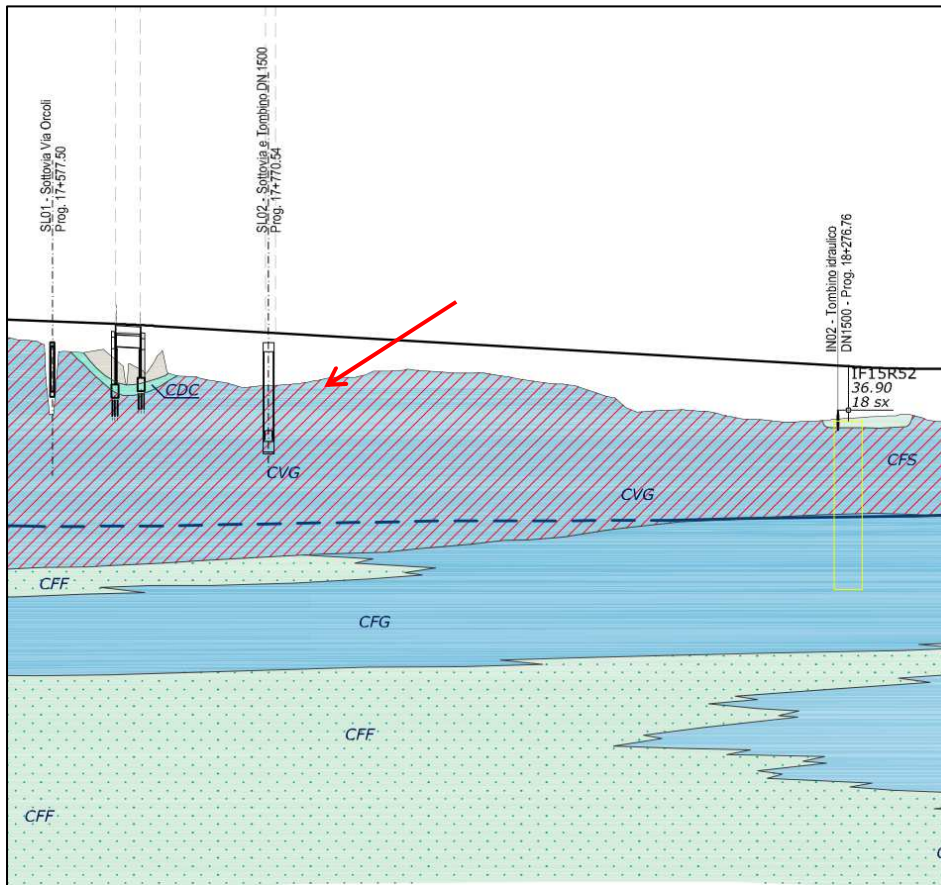 SL01 - Sottovia Via Orcoli
Prog. 17+577.50
SL02 - Sottovia e Tombino DN 1500
Prog. 17+770.54
IN02 - Tombino idraulico
DN1500 - Prog. 18+276.76
IF15R52
36.90
18 sx
CDC
CVG
CVG
CFS
CFF
CFG
CFF
CFF